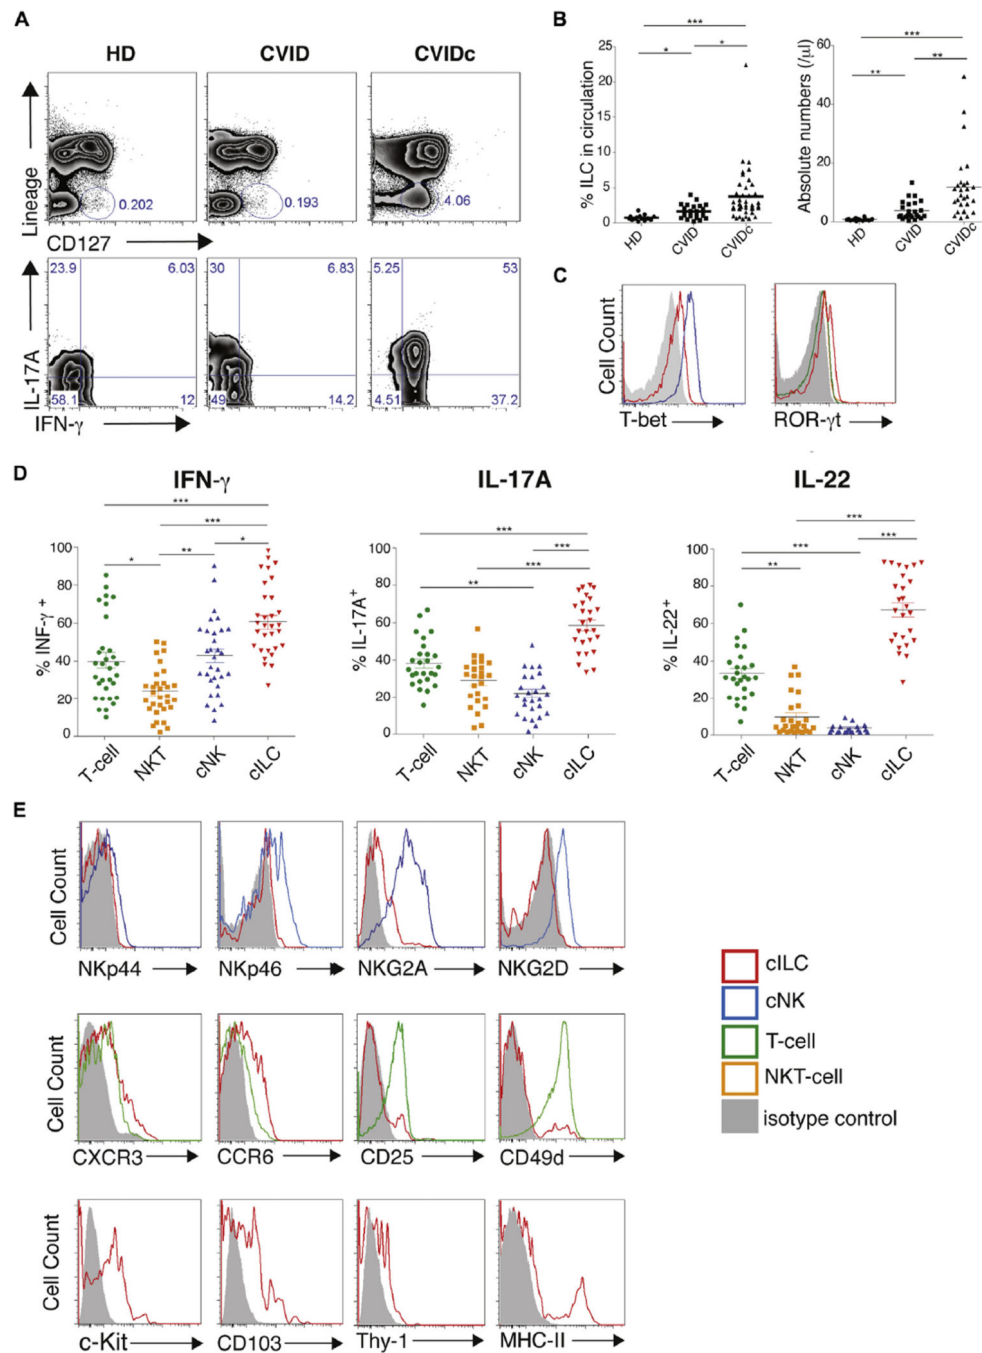 A
HD
CVID
CVIDc
Lineage
0.202
0.193
4.06
CD127
23.9
6.03
30
6.83
5.25
53
IL-17A
58.1
12
49
14.2
4.51
37.2
IFN-γ
B
% ILC in circulation
25
20
15
10
5
0
HD
CVID
CVIDc
***
*
*
Absolute numbers (/µl)
60
40
20
0
HD
CVID
CVIDc
***
**
**
C
Cell Count
T-bet
ROR-γt
D
IFN-γ
***
***
*
**
*
% INF-γ +
100
80
60
40
20
0
T-cell
NKT
cNK
cILC
IL-17A
***
***
***
**
% IL-17A+
100
80
60
40
20
0
T-cell
NKT
cNK
cILC
IL-22
***
***
***
**
% IL-22+
100
80
60
40
20
0
T-cell
NKT
cNK
cILC
E
Cell Count
NKp44
NKp46
NKG2A
NKG2D
Cell Count
CXCR3
CCR6
CD25
CD49d
Cell Count
c-Kit
CD103
Thy-1
MHC-II
cILC
cNK
T-cell
NKT-cell
isotype control